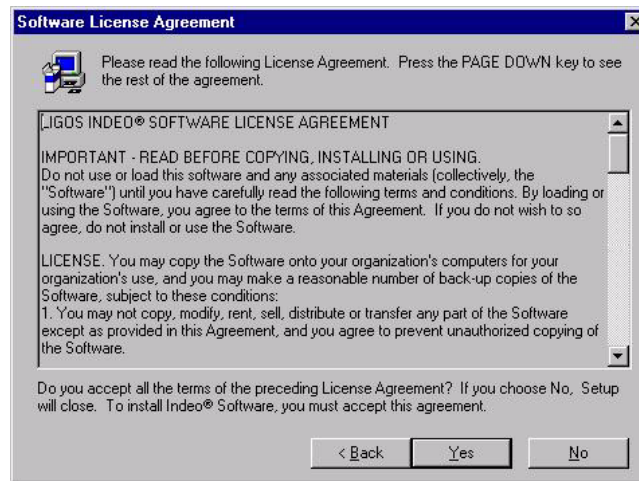 Software License Agreement
Please read the following License Agreement. Press the PAGE DOWN key to see
the rest of the agreement.
LIGOS INDEO® SOFTWARE LICENSE AGREEMENT
IMPORTANT - READ BEFORE COPYING, INSTALLING OR USING.
Do not use or load this software and any associated materials (collectively, the
"Software") until you have carefully read the following terms and conditions. By loading or
using the Software, you agree to the terms of this Agreement. If you do not wish to so
agree, do not install or use the Software.
LICENSE. You may copy the Software onto your organization's computers for your
organization's use, and you may make a reasonable number of back-up copies of the
Software, subject to these conditions:
1. You may not copy, modify, rent, sell, distribute or transfer any part of the Software
except as provided in this Agreement, and you agree to prevent unauthorized copying of
the Software.
Do you accept all the terms of the preceding License Agreement? If you choose No, Setup
will close. To install Indeo® Software, you must accept this agreement.
< Back Yes No